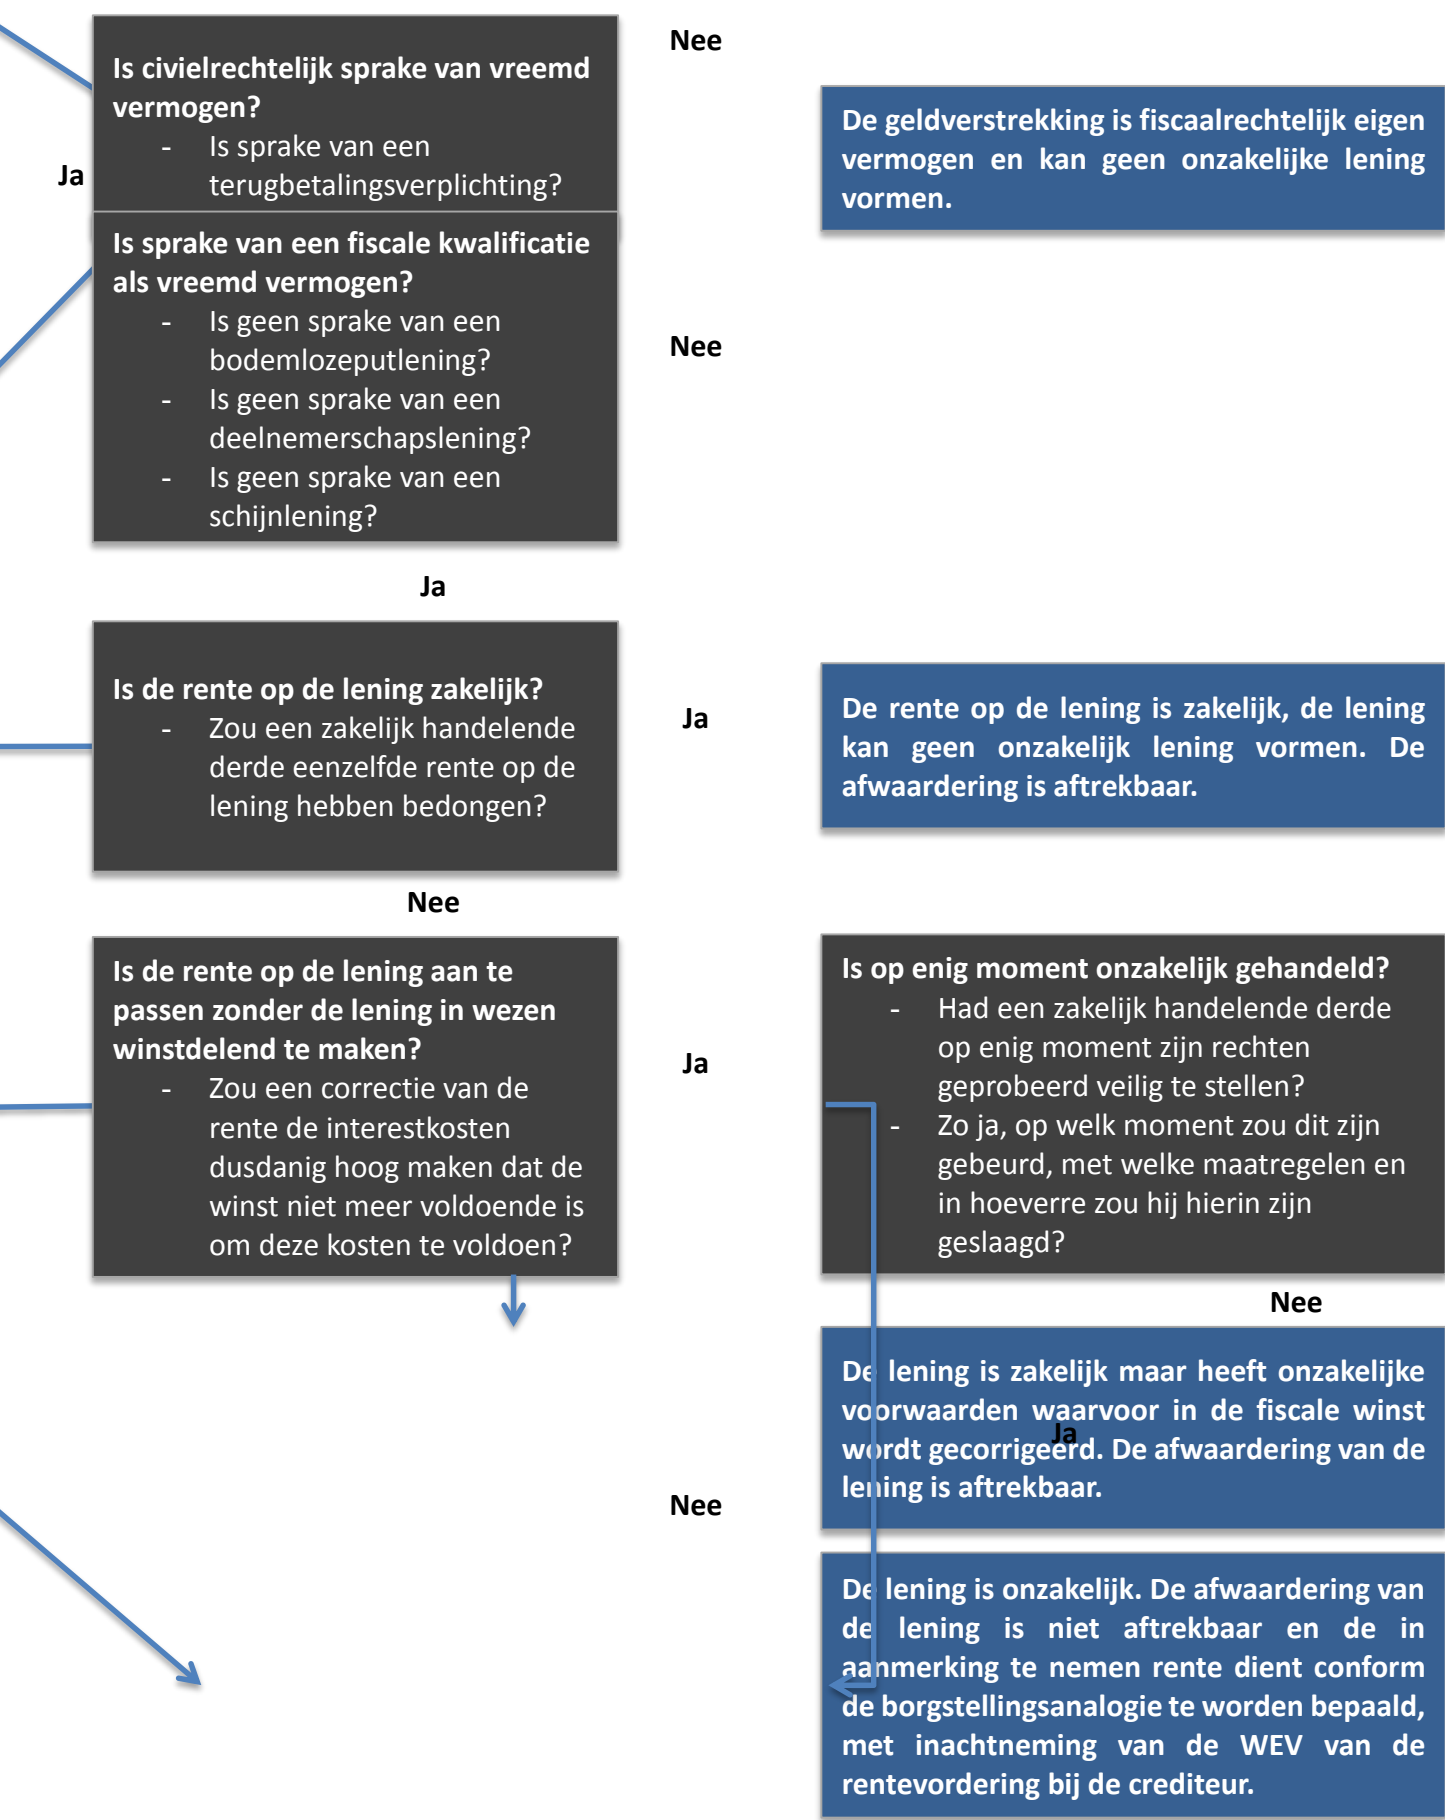 Is civielrechtelijk sprake van vreemd
vermogen?
- Is sprake van een
terugbetalingsverplichting?
Nee
De geldverstrekking is fiscaalrechtelijk eigen
vermogen en kan geen onzakelijke lening
vormen.
Ja
Is sprake van een fiscale kwalificatie
als vreemd vermogen?
- Is geen sprake van een
bodemlozeputlening?
- Is geen sprake van een
deelnemerschapslening?
- Is geen sprake van een
schijnlening?
Nee
Ja
Is de rente op de lening zakelijk?
- Zou een zakelijk handelende
derde eenzelfde rente op de
lening hebben bedongen?
Ja
De rente op de lening is zakelijk, de lening
kan geen onzakelijk lening vormen. De
afwaardering is aftrekbaar.
Nee
Is de rente op de lening aan te
passen zonder de lening in wezen
winstdelend te maken?
- Zou een correctie van de
rente de interestkosten
dusdanig hoog maken dat de
winst niet meer voldoende is
om deze kosten te voldoen?
Ja
Is op enig moment onzakelijk gehandeld?
- Had een zakelijk handelende derde
op enig moment zijn rechten
geprobeerd veilig te stellen?
- Zo ja, op welk moment zou dit zijn
gebeurd, met welke maatregelen en
in hoeverre zou hij hierin zijn
geslaagd?
Nee
De lening is zakelijk maar heeft onzakelijke
voorwaarden waarvoor in de fiscale winst
wordt gecorrigeerd. De afwaardering van de
lening is aftrekbaar.
Ja
Nee
De lening is onzakelijk. De afwaardering van
de lening is niet aftrekbaar en de in
aanmerking te nemen rente dient conform
de borgstellingsanalogie te worden bepaald,
met inachtneming van de WEV van de
rentevordering bij de crediteur.